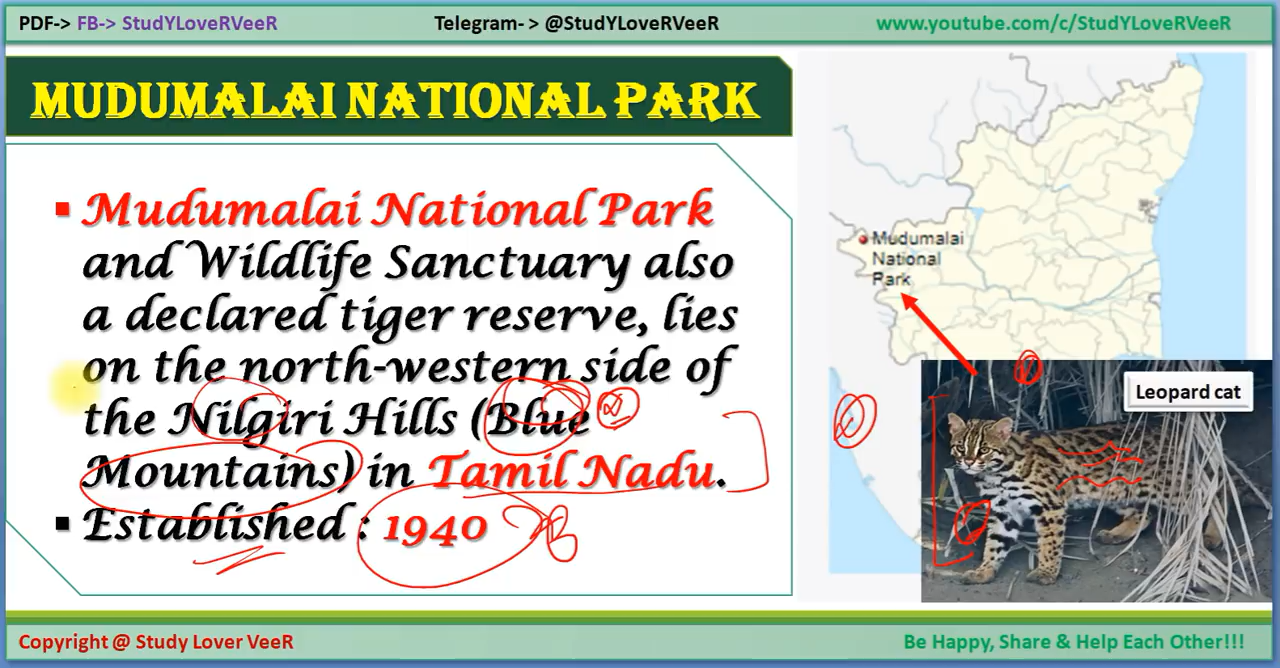 PDF-> FB-> StudYLoveRVeeR
Telegram- > @StudYLoveRVeeR
www.youtube.com/c/StudYLoveRVeeR
MUDUMALAI NATIONAL PARK
▪ Mudumalai National Park
and Wildlife Sanctuary also
a declared tiger reserve, lies
on the north-western side of
the Nilgiri Hills (Blue
Mountains) in Tamil Nadu.
▪ Established : 1940
Mudumalai
National
Park
Leopard cat
Copyright @ Study Lover VeeR
Be Happy, Share & Help Each Other!!!